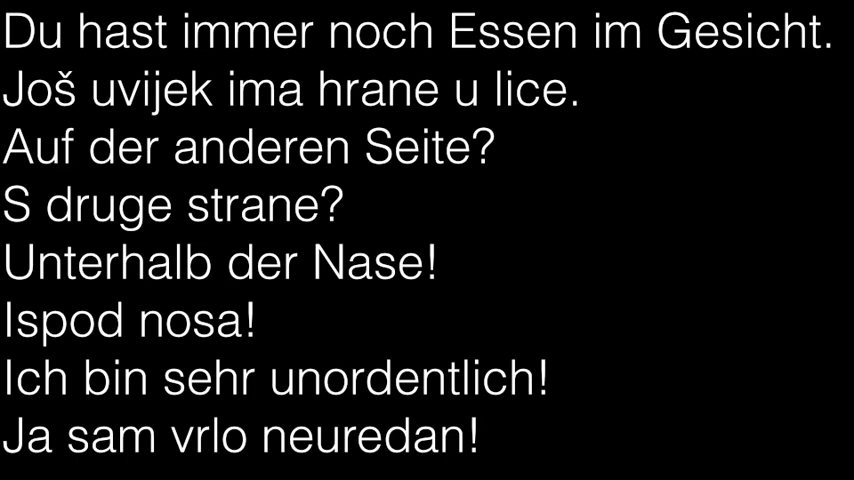 Du hast immer noch Essen im Gesicht.
Još uvijek ima hrane u lice.
Auf der anderen Seite?
S druge strane?
Unterhalb der Nase!
Ispod nosa!
Ich bin sehr unordentlich!
Ja sam vrlo neuredan!